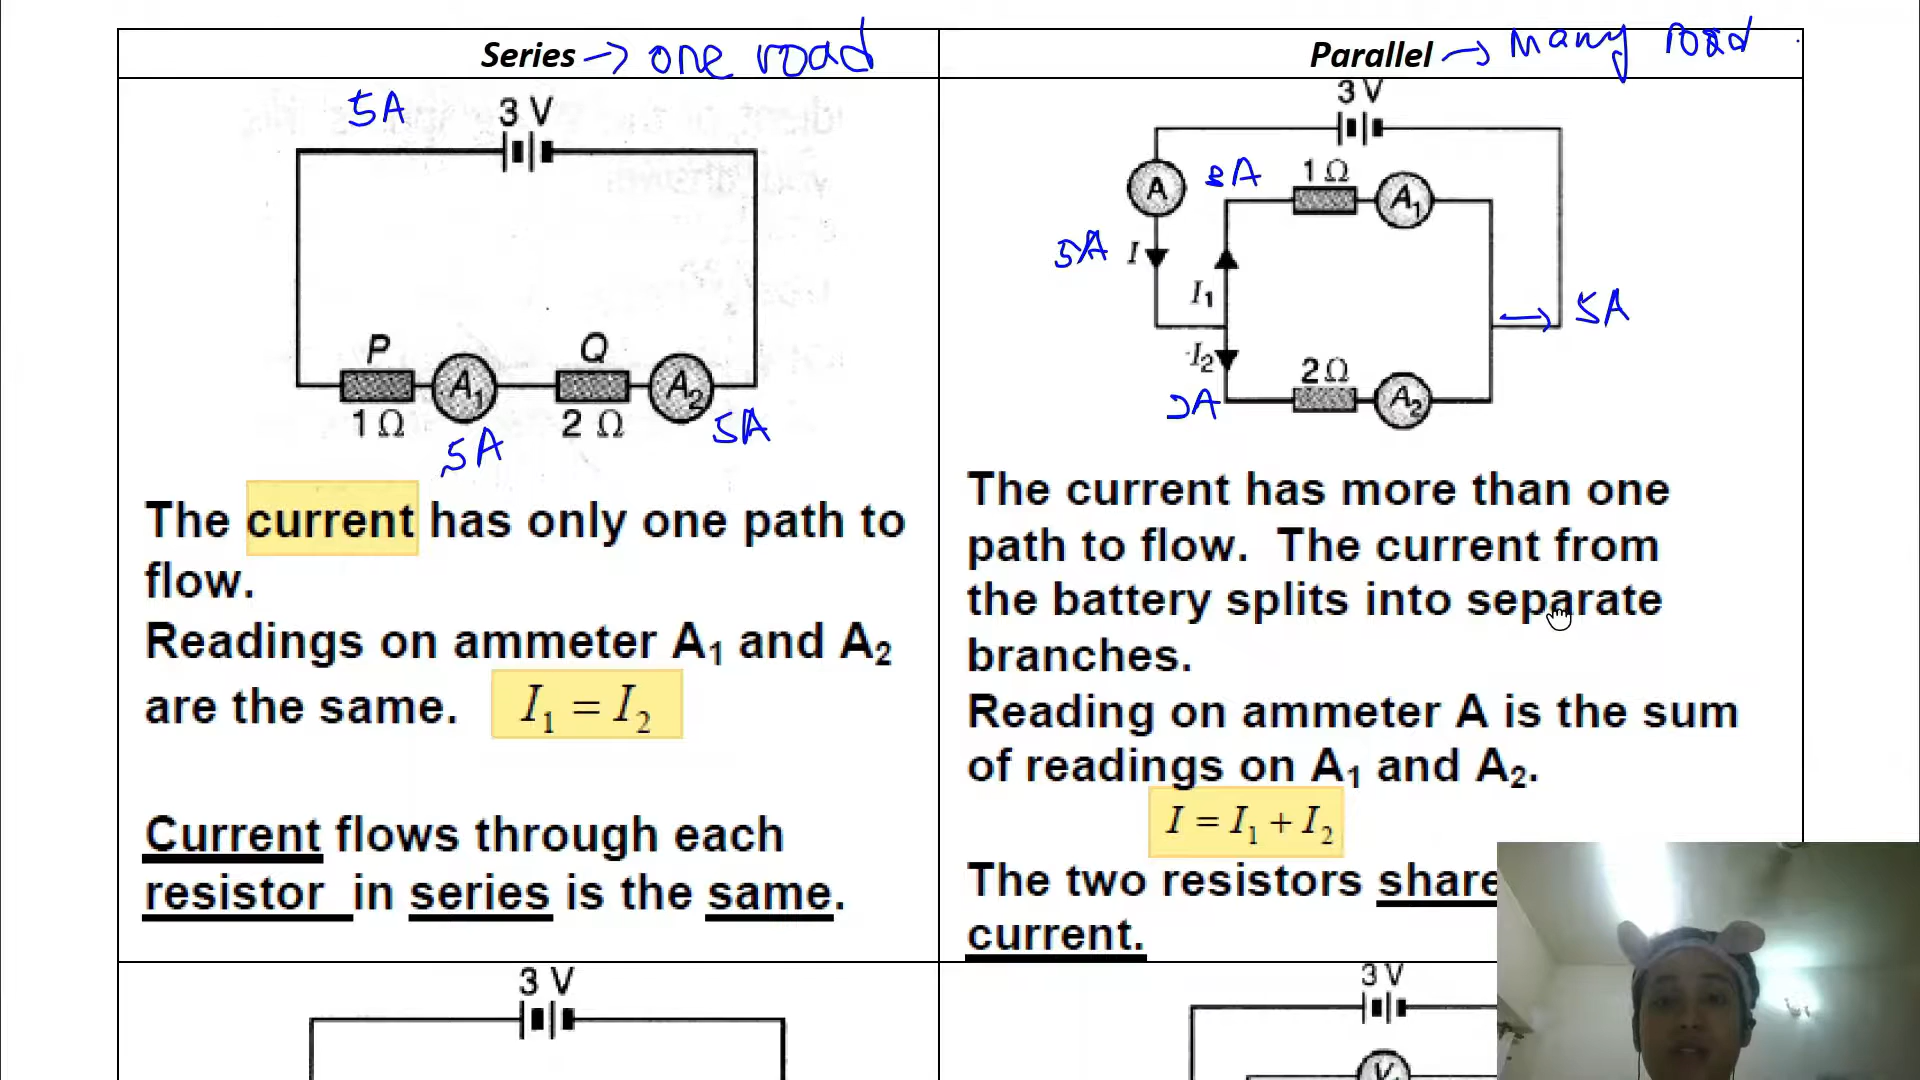 Series → one road
5A
3 V
P
A1
Q
A2
1 Ω
2 Ω
5A
5A
The current has only one path to
flow.
Readings on ammeter A1 and A2
are the same. I1 = I2
Current flows through each
resistor in series is the same.
3 V
Parallel → many road
3 V
A
1 Ω
A1
5A
I
I1
5A
I2
2 Ω
A2
The current has more than one
path to flow. The current from
the battery splits into separate
branches.
Reading on ammeter A is the sum
of readings on A1 and A2.
I = I1 + I2
The two resistors share
current.
3 V